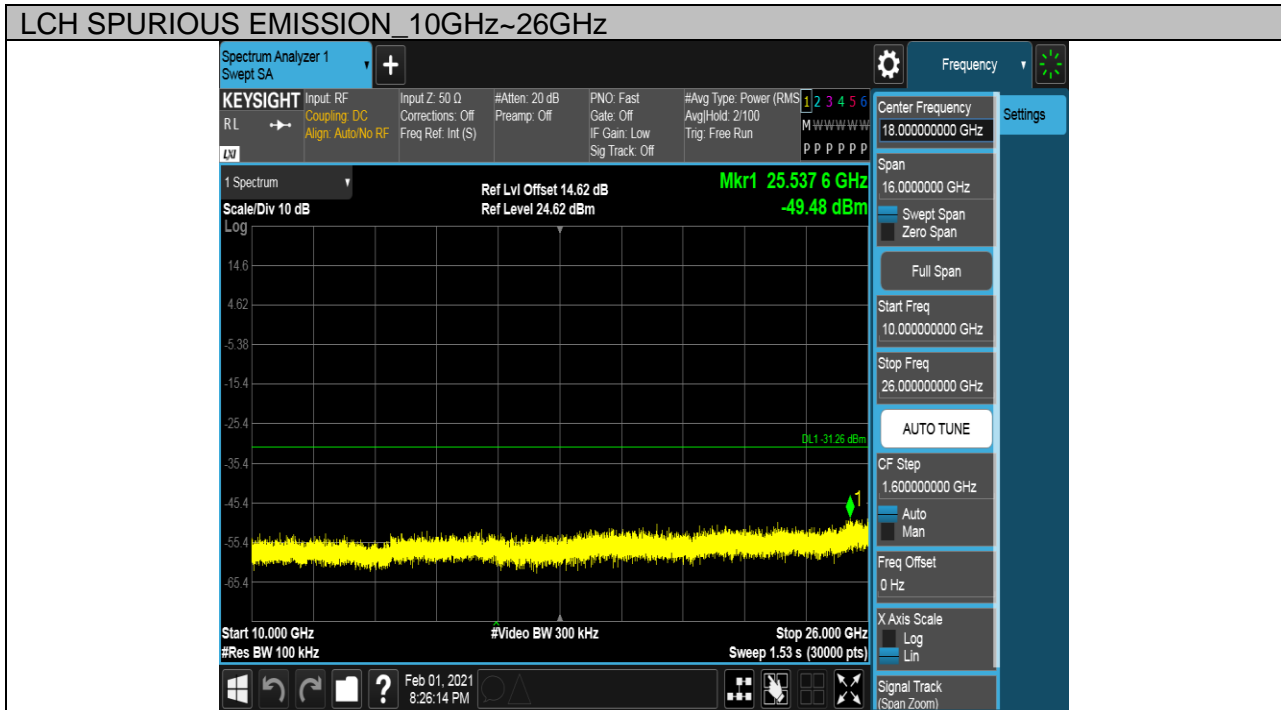 LCH SPURIOUS EMISSION_10GHz~26GHz
Spectrum Analyzer 1
Swept SA
+
Frequency
KEYSIGHT
RL
LXI
Input: RF
Coupling: DC
Align: Auto/No RF
Input Z: 50 Ω
Corrections: Off
Freq Ref: Int (S)
#Atten: 20 dB
Preamp: Off
PNO: Fast
Gate: Off
IF Gain: Low
Sig Track: Off
#Avg Type: Power (RMS
Avg|Hold: 2/100
Trig: Free Run
1 2 3 4 5 6
M W W W W W
P P P P P P
1 Spectrum
Scale/Div 10 dB
Log
Ref Lvl Offset 14.62 dB
Ref Level 24.62 dBm
Mkr1 25.537 6 GHz
-49.48 dBm
14.6
4.62
-5.38
-15.4
-25.4
DL1 -31.26 dBm
-35.4
-45.4
1
-55.4
-65.4
Start 10.000 GHz
#Res BW 100 kHz
#Video BW 300 kHz
Stop 26.000 GHz
Sweep 1.53 s (30000 pts)
Feb 01, 2021
8:26:14 PM
?
Center Frequency
18.000000000 GHz
Settings
Span
16.0000000 GHz
Swept Span
Zero Span
Full Span
Start Freq
10.000000000 GHz
Stop Freq
26.000000000 GHz
AUTO TUNE
CF Step
1.600000000 GHz
Auto
Man
Freq Offset
0 Hz
X Axis Scale
Log
Lin
Signal Track
(Span Zoom)